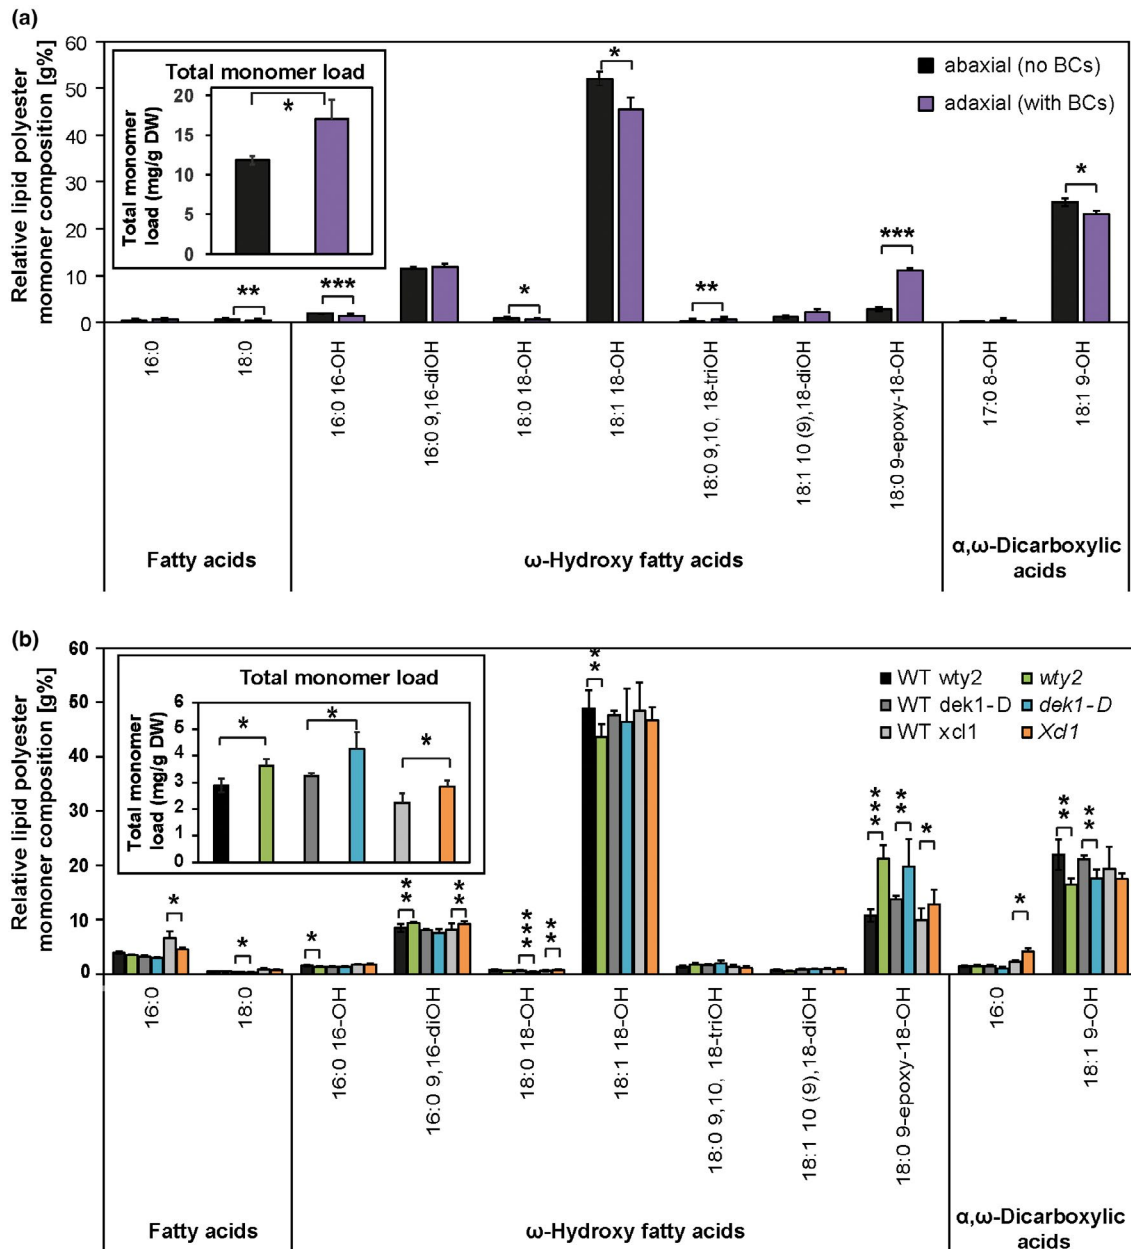 (a)
Relative lipid polyester
momoner composition [g%]
60
50
40
30
20
10
0
Total monomer load
Total monomer
load (mg/g DW)
20
15
10
5
0
*
abaxial (no BCs)
adaxial (with BCs)
**
***
*
*
**
***
*
16:0
18:0
16:0 16-OH
16:0 9,16-diOH
18:0 18-OH
18:1 18-OH
18:0 9,10, 18-triOH
18:1 10 (9),18-diOH
18:0 9-epoxy-18-OH
17:0 8-OH
18:1 9-OH
Fatty acids
ω-Hydroxy fatty acids
α,ω-Dicarboxylic
acids
(b)
Relative lipid polyester
momoner composition [g%]
60
50
40
30
20
10
0
Total monomer load
Total monomer
load (mg/g DW)
6
5
4
3
2
1
0
*
*
*
WT wty2
wty2
WT dek1-D
dek1-D
WT xcl1
Xcl1
*
*
*
**
**
***
**
**
***
**
*
*
**
**
16:0
18:0
16:0 16-OH
16:0 9,16-diOH
18:0 18-OH
18:1 18-OH
18:0 9,10, 18-triOH
18:1 10 (9),18-diOH
18:0 9-epoxy-18-OH
16:0
18:1 9-OH
Fatty acids
ω-Hydroxy fatty acids
α,ω-Dicarboxylic
acids